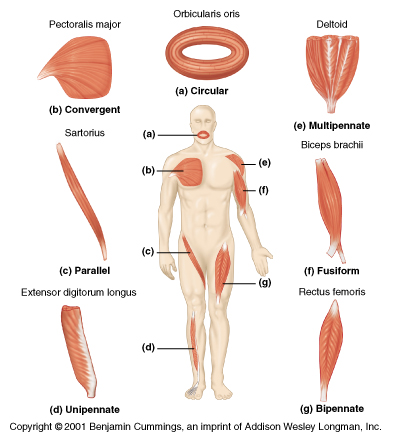 Orbicularis oris
Pectoralis major
Deltoid
(a) Circular
(b) Convergent
(e) Multipennate
Sartorius
Biceps brachii
(a)
(b)
(e)
(f)
(c)
(g)
(d)
(c) Parallel
(f) Fusiform
Extensor digitorum longus
Rectus femoris
(d) Unipennate
(g) Bipennate
Copyright © 2001 Benjamin Cummings, an imprint of Addison Wesley Longman, Inc.